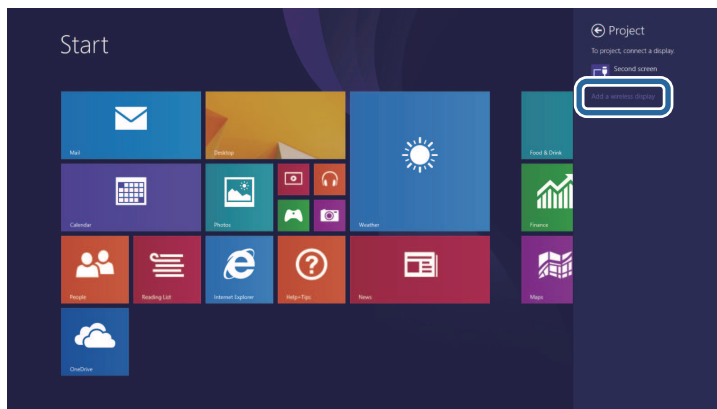 Start
Mail
Desktop
Weather
Food & Drink
Calendar
Photos
Finance
People
Reading List
Internet Explorer
Help+Tips
News
Maps
OneDrive
Project
To project, connect a display.
Second screen
Add a wireless display